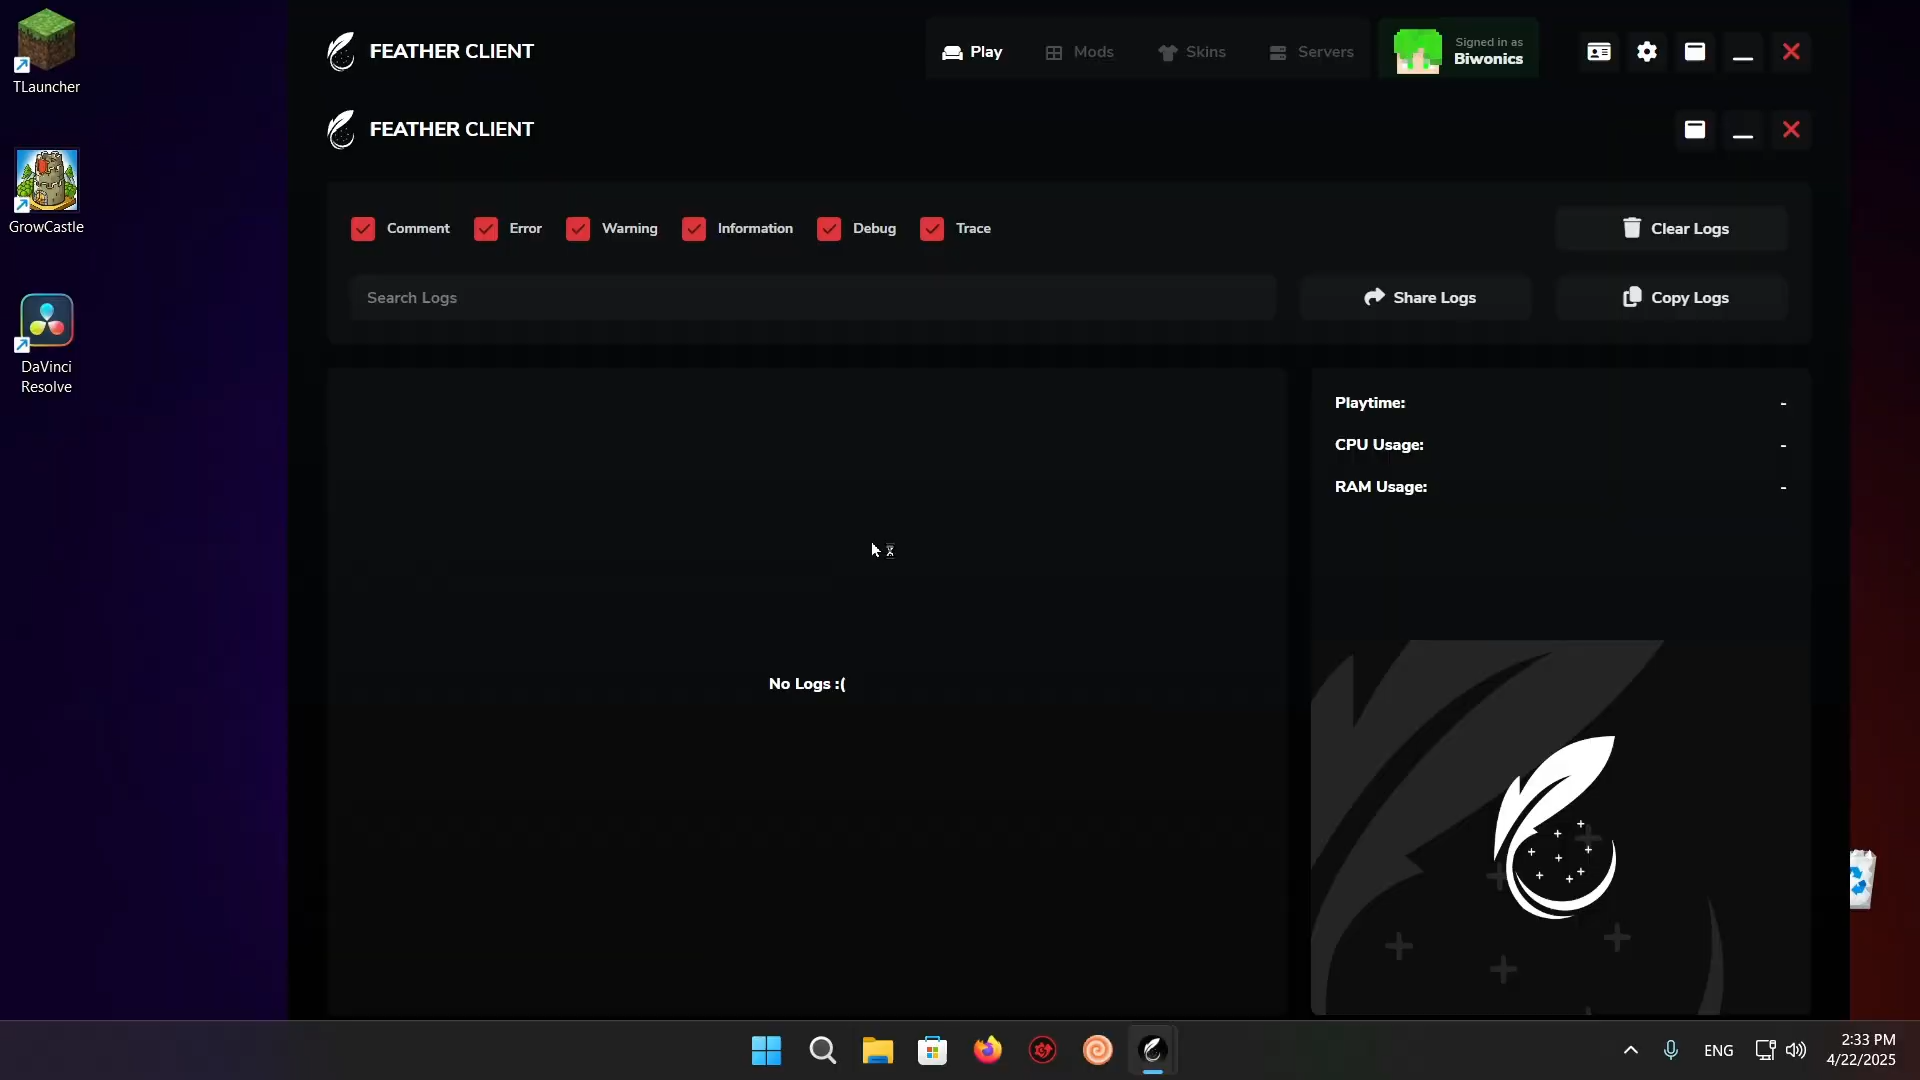 TLauncher
GrowCastle
DaVinci
Resolve
FEATHER CLIENT
Play
Mods
Skins
Servers
Signed in as
Biwonics
FEATHER CLIENT
Comment
Error
Warning
Information
Debug
Trace
Clear Logs
Search Logs
Share Logs
Copy Logs
No Logs :(
Playtime: -
CPU Usage: -
RAM Usage: -
ENG
2:33 PM
4/22/2025